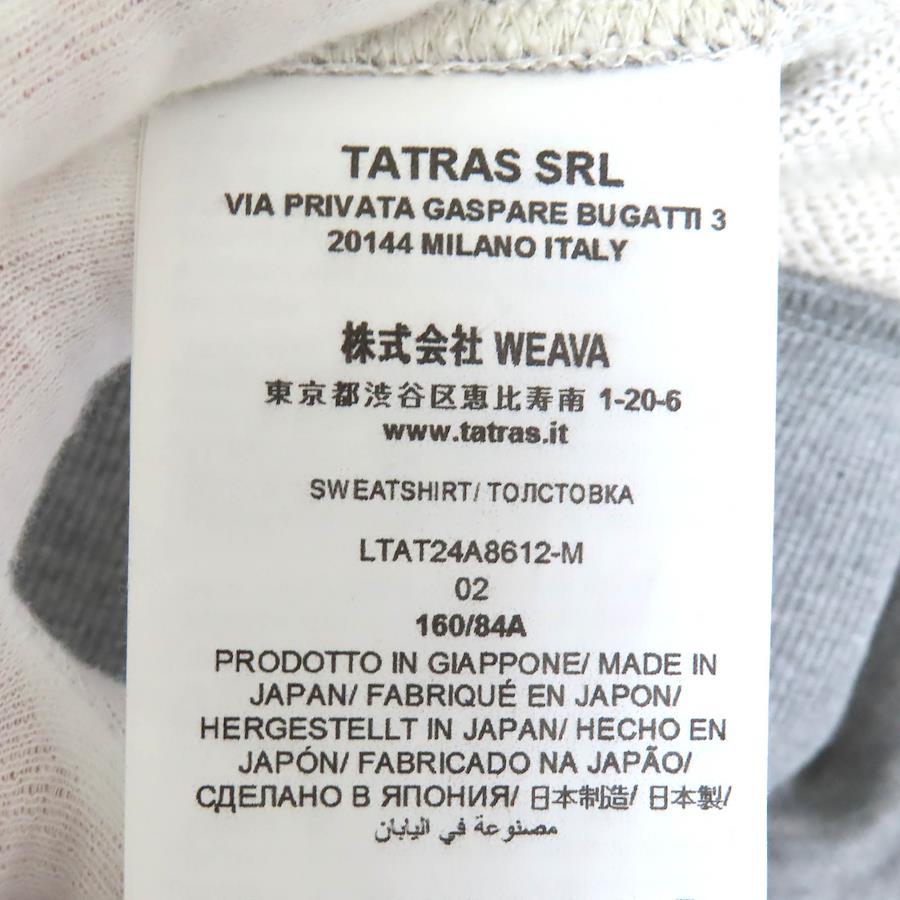 TATRAS SRL
VIA PRIVATA GASPARE BUGATTI 3
20144 MILANO ITALY
株式会社 WEAVA
東京都渋谷区恵比寿南 1-20-6
www.tatras.it
SWEATSHIRT/ ТОЛСТОВКА
LTAT24A8612-M
02
160/84A
PRODOTTO IN GIAPPONE/ MADE IN
JAPAN/ FABRIQUÉ EN JAPON/
HERGESTELLT IN JAPAN/ HECHO EN
JAPÓN/ FABRICADO NA JAPÃO/
СДЕЛАНО В ЯПОНИЯ/ 日本制造/ 日本製/
مصنوعة في اليابان